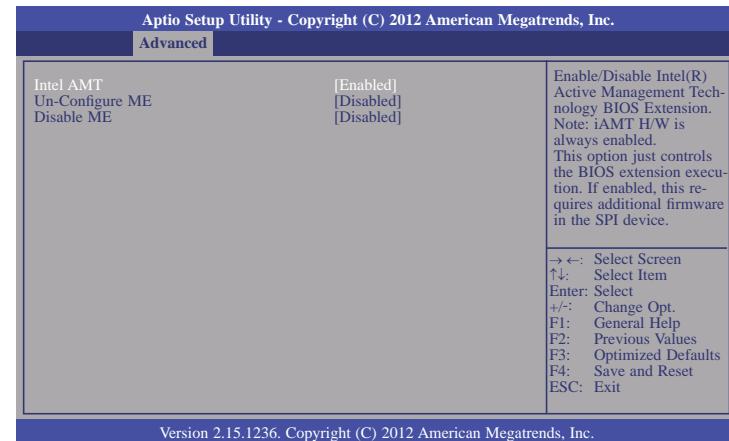 Aptio Setup Utility - Copyright (C) 2012 American Megatrends, Inc.
Advanced
Intel AMT [Enabled]
Un-Configure ME [Disabled]
Disable ME [Disabled]
Enable/Disable Intel(R)
Active Management Tech-
nology BIOS Extension.
Note: iAMT H/W is
always enabled.
This option just controls
the BIOS extension execu-
tion. If enabled, this re-
quires additional firmware
in the SPI device.
→ ←: Select Screen
↑↓: Select Item
Enter: Select
+/-: Change Opt.
F1: General Help
F2: Previous Values
F3: Optimized Defaults
F4: Save and Reset
ESC: Exit
Version 2.15.1236. Copyright (C) 2012 American Megatrends, Inc.